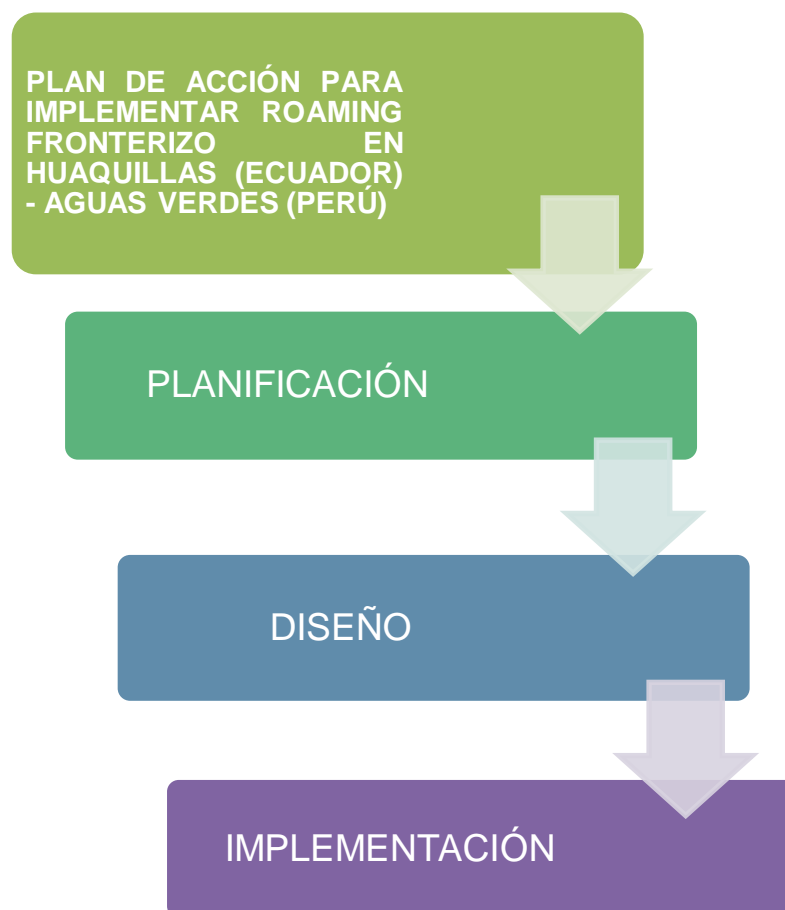 PLAN DE ACCIÓN PARA
IMPLEMENTAR ROAMING
FRONTERIZO EN
HUAQUILLAS (ECUADOR)
- AGUAS VERDES (PERÚ)
PLANIFICACIÓN
DISEÑO
IMPLEMENTACIÓN